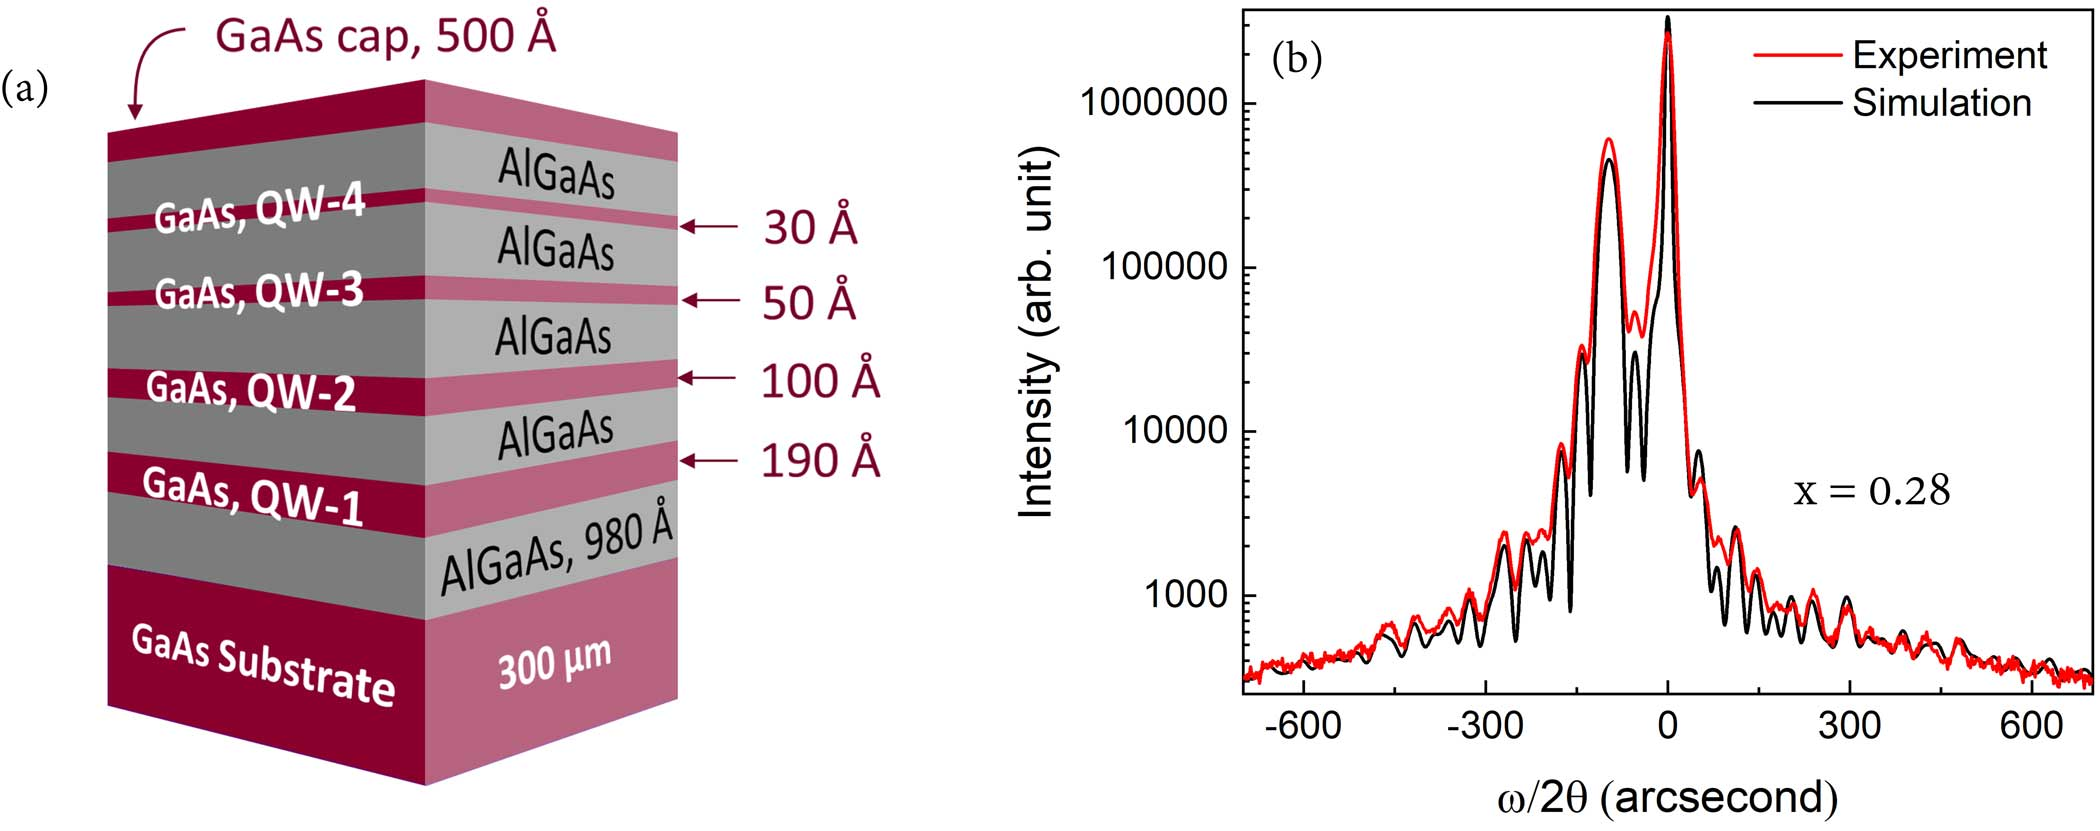 (a)
GaAs cap, 500 Å
AlGaAs
GaAs, QW-4
30 Å
AlGaAs
GaAs, QW-3
50 Å
AlGaAs
GaAs, QW-2
100 Å
AlGaAs
GaAs, QW-1
190 Å
AlGaAs, 980 Å
GaAs Substrate
300 µm
(b)
Experiment
Simulation
Intensity (arb. unit)
1000000
100000
10000
1000
x = 0.28
-600 -300 0 300 600
ω/2θ (arcsecond)